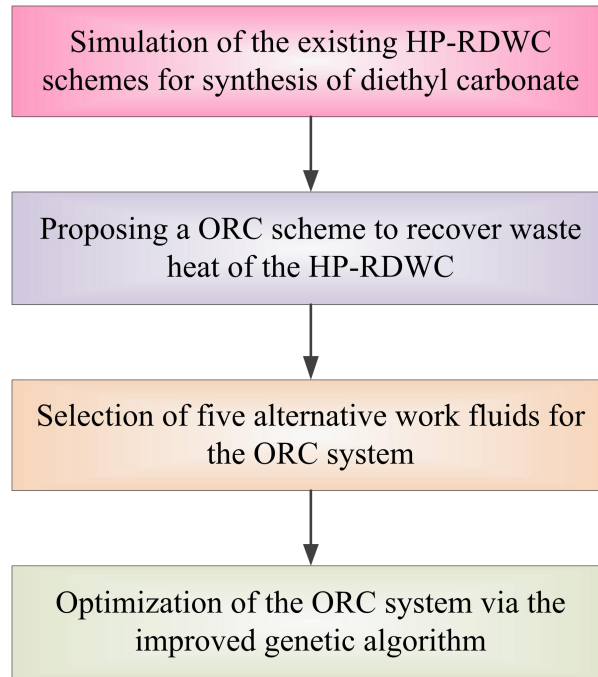 Simulation of the existing HP-RDWC
schemes for synthesis of diethyl carbonate
Proposing a ORC scheme to recover waste
heat of the HP-RDWC
Selection of five alternative work fluids for
the ORC system
Optimization of the ORC system via the
improved genetic algorithm